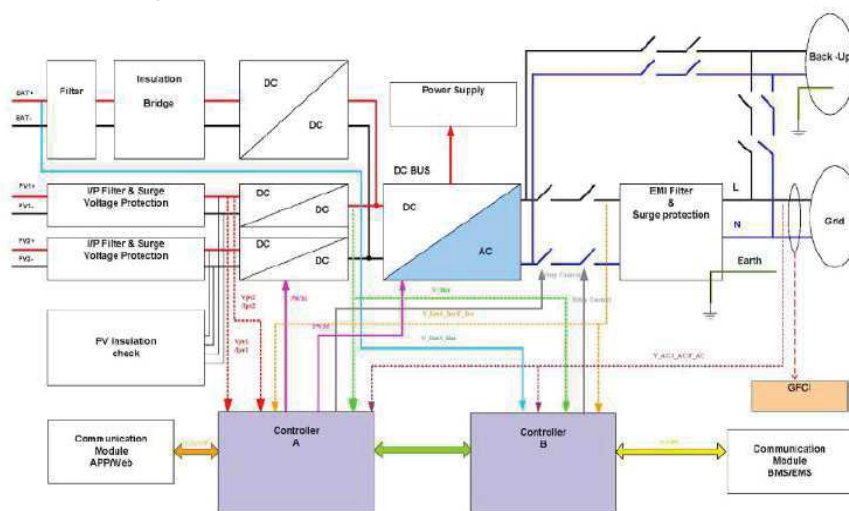 BAT+
BAT-
Filter
Insulation
Bridge
DC
DC
Power Supply
Back -Up
DC BUS
PV1+
PV1-
I/P Filter & Surge
Voltage Protection
DC
DC
PV2+
PV2-
I/P Filter & Surge
Voltage Protection
DC
DC
DC
AC
EMI Filter
&
Surge protection
L
N
Earth
Grid
PV Insulation
check
GFCI
Communication
Module
APP/Web
Controller
A
Controller
B
Communication
Module
BMS/EMS